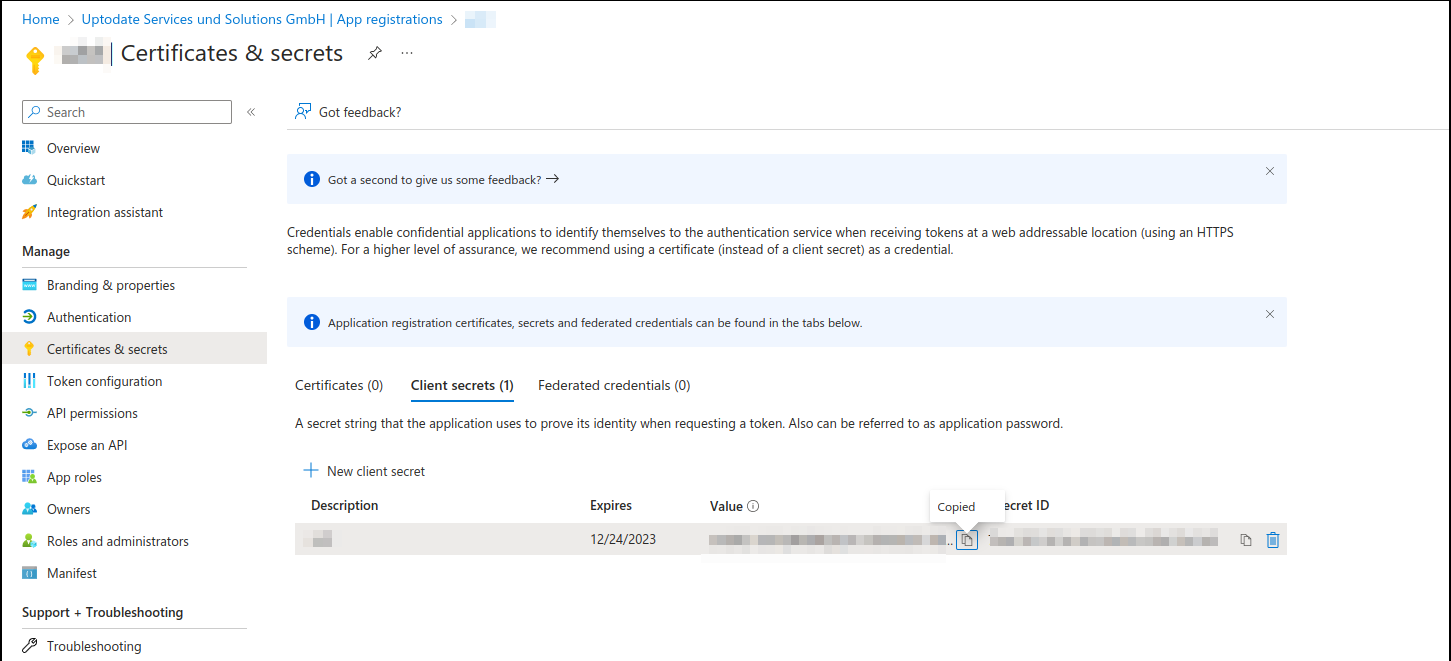 Home > Uptodate Services und Solutions GmbH | App registrations >
| Certificates & secrets ...
Search «
Overview
Quickstart
Integration assistant
Manage
Branding & properties
Authentication
Certificates & secrets
Token configuration
API permissions
Expose an API
App roles
Owners
Roles and administrators
Manifest
Support + Troubleshooting
Troubleshooting
Got feedback?
Got a second to give us some feedback? →
Credentials enable confidential applications to identify themselves to the authentication service when receiving tokens at a web addressable location (using an HTTPS
scheme). For a higher level of assurance, we recommend using a certificate (instead of a client secret) as a credential.
Application registration certificates, secrets and federated credentials can be found in the tabs below.
Certificates (0) Client secrets (1) Federated credentials (0)
A secret string that the application uses to prove its identity when requesting a token. Also can be referred to as application password.
+ New client secret
Copied
Description Expires Value ecret ID
12/24/2023